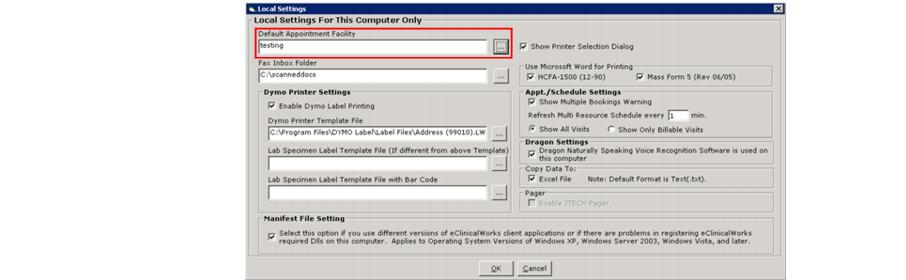 Local Settings
Local Settings For This Computer Only
Default Appointment Facility
testing
...
Show Printer Selection Dialog
Fax Inbox Folder
C:\scanneddocs
...
Use Microsoft Word for Printing
HCFA-1500 (12-90)
Mass Form 5 (Rev 06/05)
Dymo Printer Settings
Enable Dymo Label Printing
Dymo Printer Template File
C:\Program Files\DYMO Label\Label Files\Address (99010).LW
...
Lab Specimen Label Template File (If different from above Template)
...
Lab Specimen Label Template File with Bar Code
...
Appt./Schedule Settings
Show Multiple Bookings Warning
Refresh Multi Resource Schedule every 1 min.
Show All Visits
Show Only Billable Visits
Dragon Settings
Dragon Naturally Speaking Voice Recognition Software is used on
this computer
Copy Data To:
Excel File
Note: Default Format is Text(.txt).
Pager
Enable JTECH Pager
Manifest File Setting
Select this option if you use different versions of eClinicalWorks client applications or if there are problems in registering eClinicalWorks
required Dlls on this computer. Applies to Operating System Versions of Windows XP, Windows Server 2003, Windows Vista, and later.
OK
Cancel